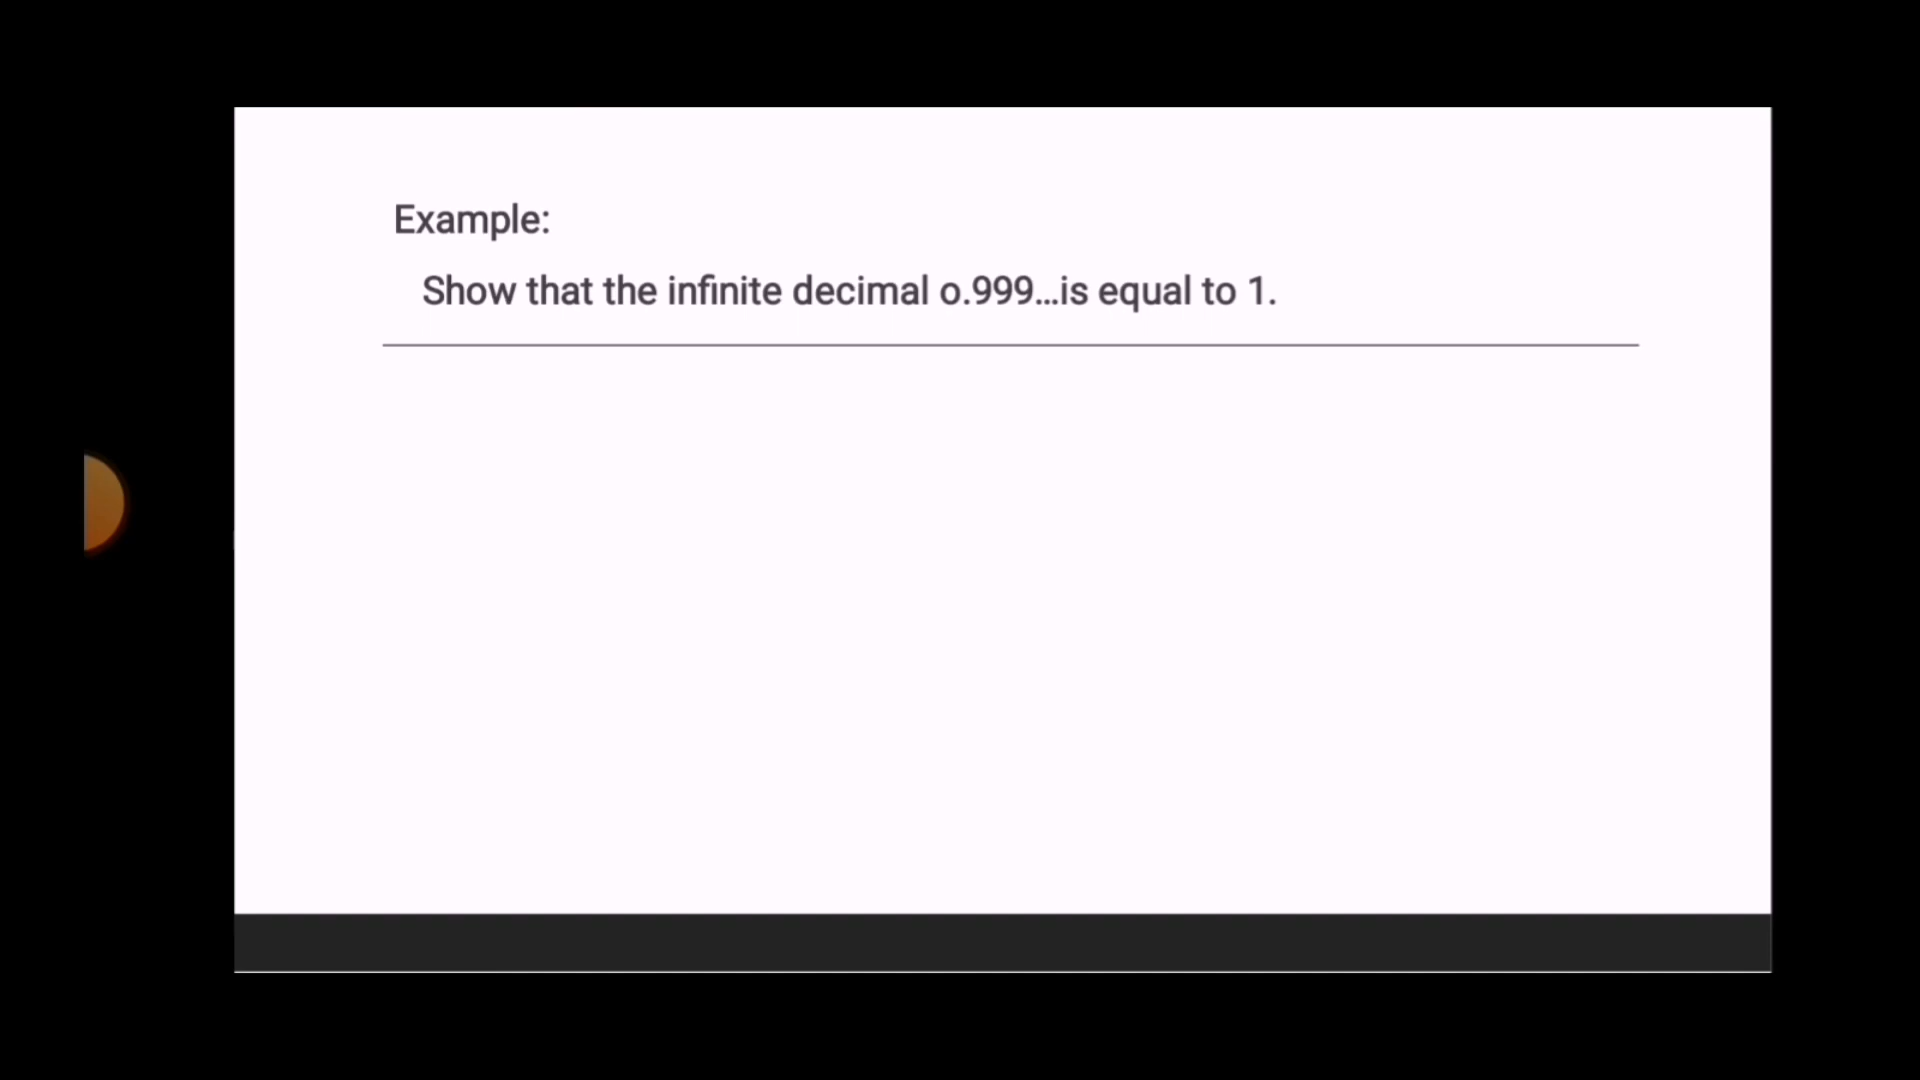 Example:
Show that the infinite decimal o.999...is equal to 1.